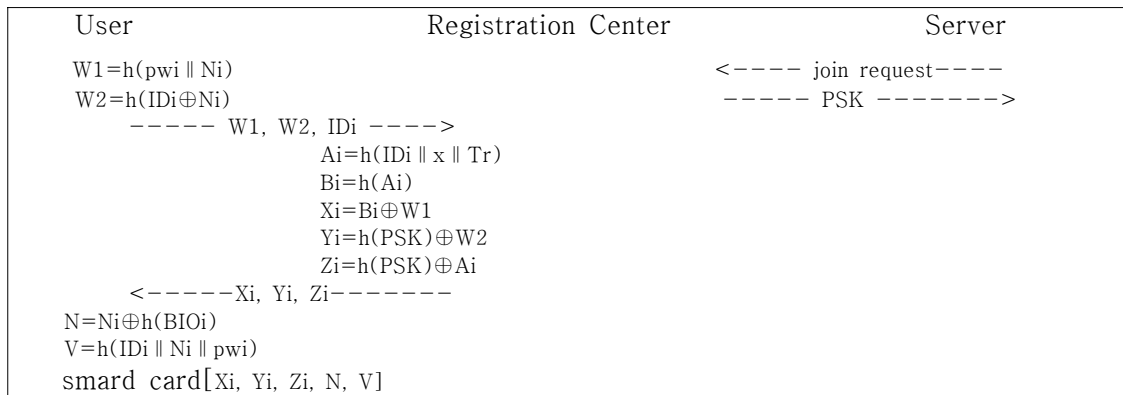 User Registration Center Server
W1=h(pwi∥Ni) <---- join request----
W2=h(IDi⊕Ni) ----- PSK ------->
----- W1, W2, IDi ---->
Ai=h(IDi∥x∥Tr)
Bi=h(Ai)
Xi=Bi⊕W1
Yi=h(PSK)⊕W2
Zi=h(PSK)⊕Ai
<-----Xi, Yi, Zi-------
N=Ni⊕h(BIOi)
V=h(IDi∥Ni∥pwi)
smard card[Xi, Yi, Zi, N, V]